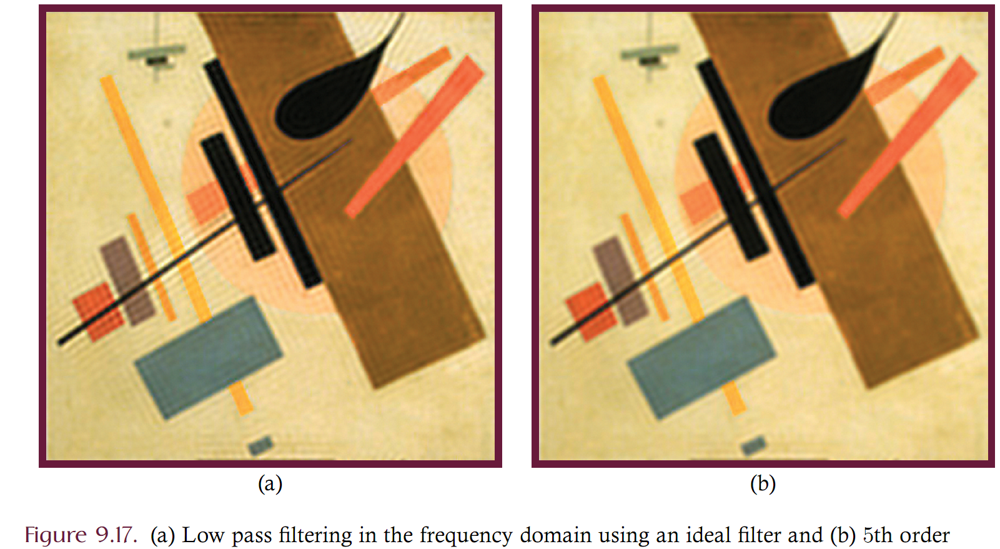 (a)
(b)
Figure 9.17. (a) Low pass filtering in the frequency domain using an ideal filter and (b) 5th order